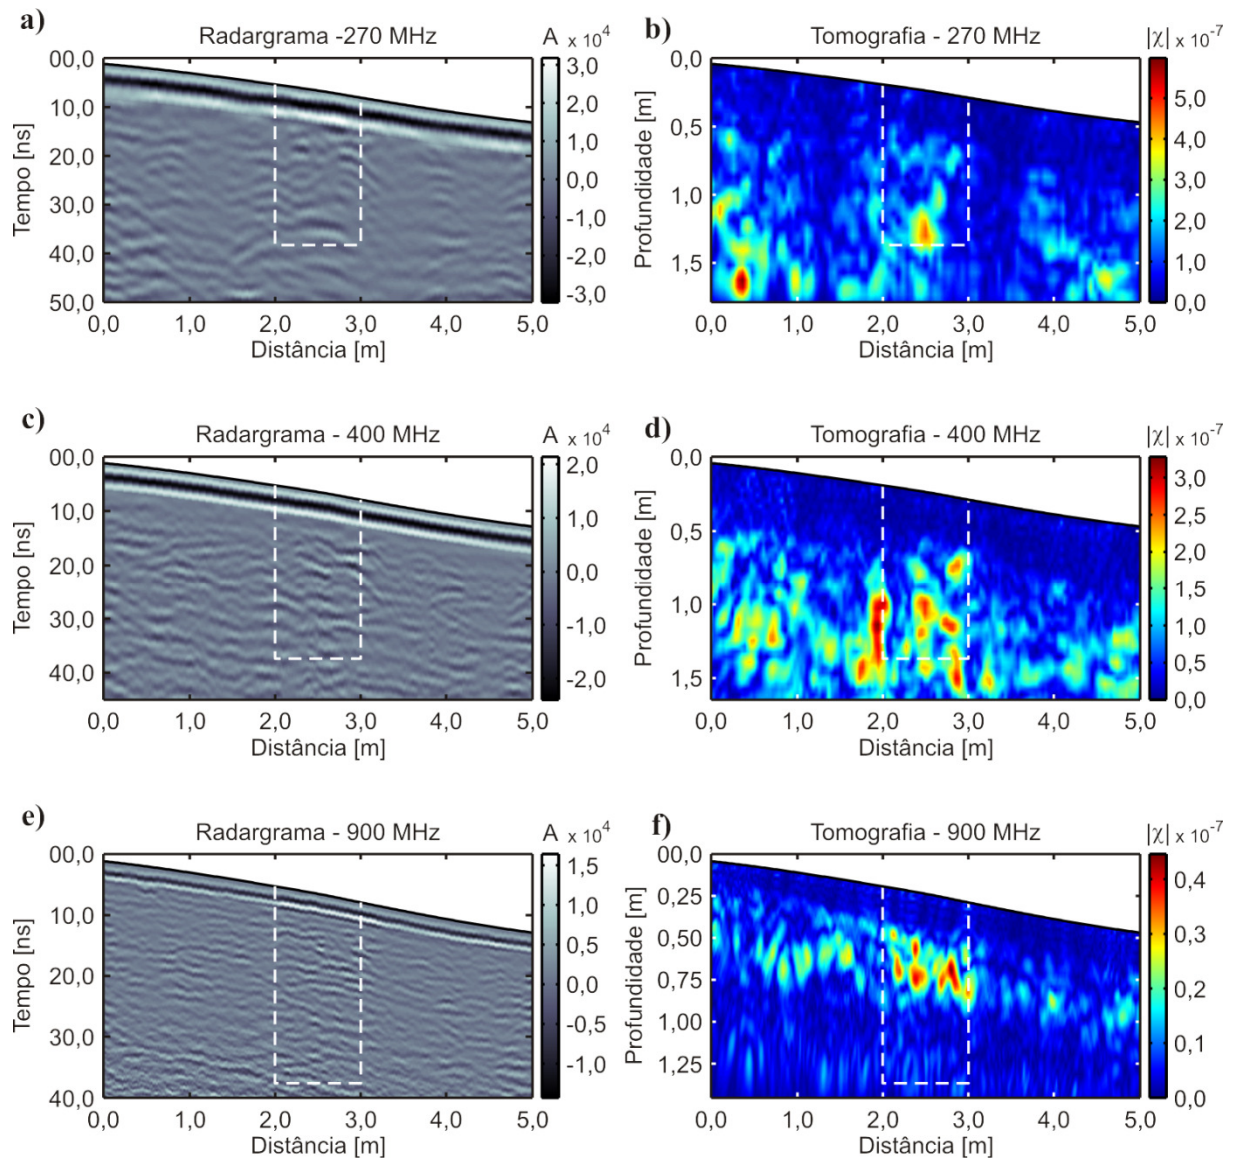 a)
Radargrama -270 MHz
A x 10⁴
00,0
10,0
20,0
30,0
40,0
50,0
Tempo [ns]
0,0 1,0 2,0 3,0 4,0 5,0
Distância [m]
3,0
2,0
1,0
0,0
-1,0
-2,0
-3,0
b)
Tomografia - 270 MHz
|χ| x 10⁻⁷
0,0
0,5
1,0
1,5
Profundidade [m]
0,0 1,0 2,0 3,0 4,0 5,0
Distância [m]
5,0
4,0
3,0
2,0
1,0
0,0
c)
Radargrama - 400 MHz
A x 10⁴
00,0
10,0
20,0
30,0
40,0
Tempo [ns]
0,0 1,0 2,0 3,0 4,0 5,0
Distância [m]
2,0
1,0
0,0
-1,0
-2,0
d)
Tomografia - 400 MHz
|χ| x 10⁻⁷
0,0
0,5
1,0
1,5
Profundidade [m]
0,0 1,0 2,0 3,0 4,0 5,0
Distância [m]
3,0
2,5
2,0
1,5
1,0
0,5
0,0
e)
Radargrama - 900 MHz
A x 10⁴
00,0
10,0
20,0
30,0
40,0
Tempo [ns]
0,0 1,0 2,0 3,0 4,0 5,0
Distância [m]
1,5
1,0
0,5
0,0
-0,5
-1,0
f)
Tomografia - 900 MHz
|χ| x 10⁻⁷
00,0
0,25
0,50
0,75
1,00
1,25
Profundidade [m]
0,0 1,0 2,0 3,0 4,0 5,0
Distância [m]
0,4
0,3
0,2
0,1
0,0